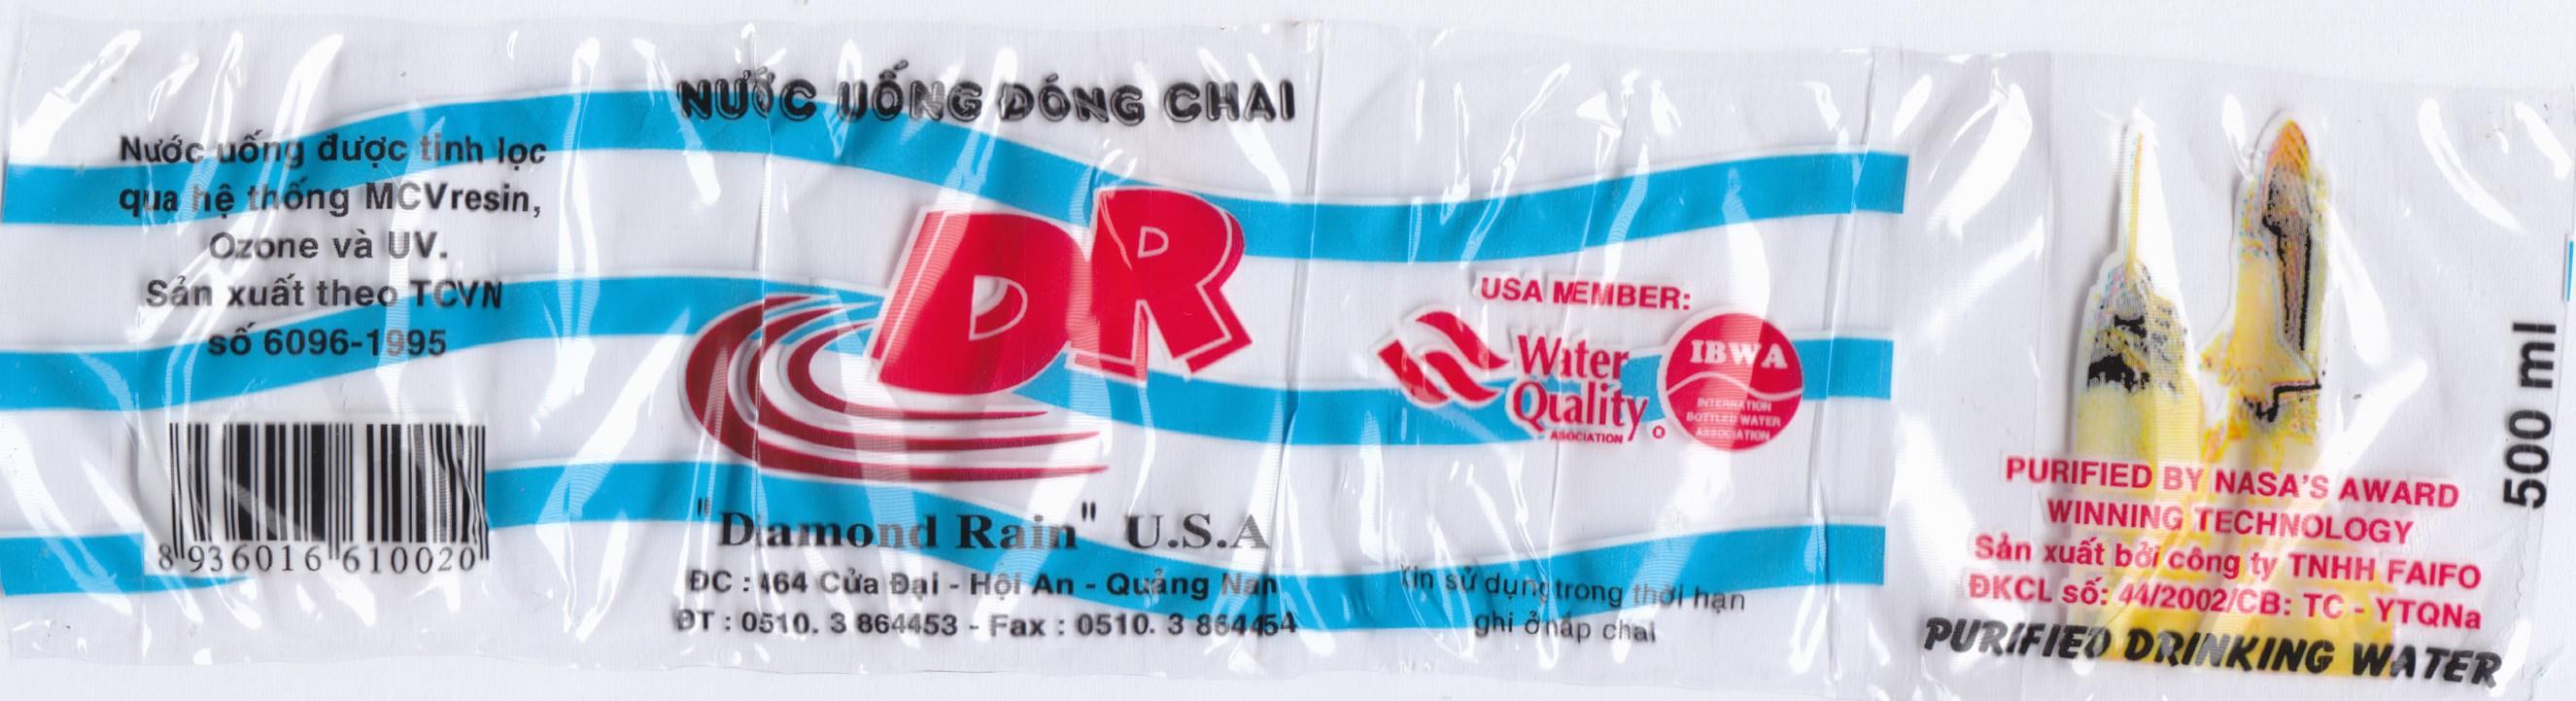 NƯỚC UỐNG ĐÓNG CHAI
Nước uống được tinh lọc
qua hệ thống MCVresin,
Ozone và UV.
Sản xuất theo TCVN
số 6096-1995
8 936016 610020
DR
"Diamond Rain" U.S.A
ĐC : 464 Cửa Đại - Hội An - Quảng Nan
ĐT : 0510. 3 864453 - Fax : 0510. 3 864454
USA MEMBER:
Water
Quality
ASOCIATION ®
IBWA
INTERNATION
BOTTLED WATER
ASSOCIATION
Xin sử dụng trong thời hạn
ghi ở nắp chai
PURIFIED BY NASA'S AWARD
WINNING TECHNOLOGY
Sản xuất bởi công ty TNHH FAIFO
ĐKCL số: 44/2002/CB: TC - YTQNa
PURIFIED DRINKING WATER
500 ml